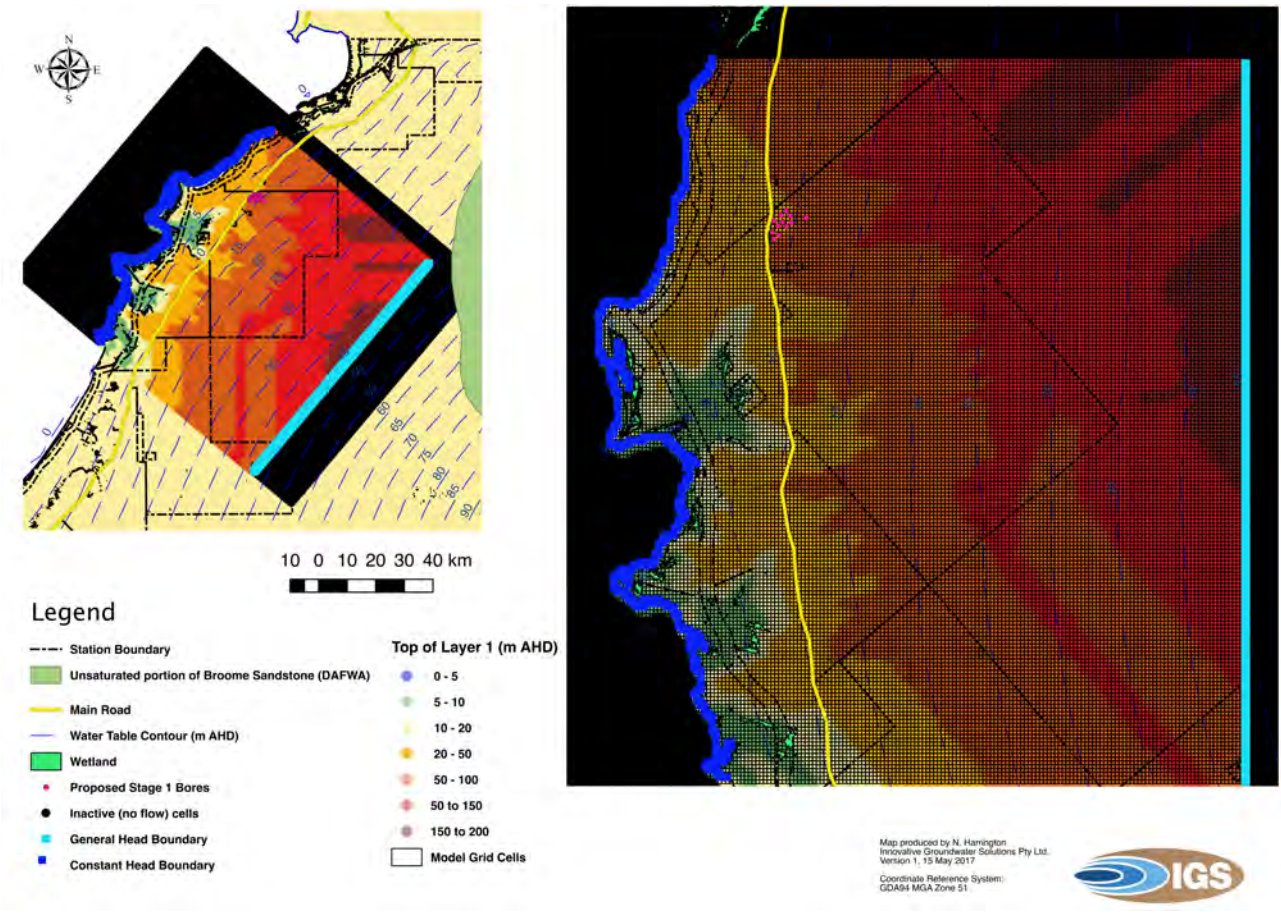 N
W E
S
0
0
60
65
70
75
80
85
90
10 0 10 20 30 40 km
Legend
Station Boundary
Unsaturated portion of Broome Sandstone (DAFWA)
Main Road
Water Table Contour (m AHD)
Wetland
Proposed Stage 1 Bores
Inactive (no flow) cells
General Head Boundary
Constant Head Boundary
Top of Layer 1 (m AHD)
0 - 5
5 - 10
10 - 20
20 - 50
50 - 100
50 to 150
150 to 200
Model Grid Cells
Map produced by N. Harrington
Innovative Groundwater Solutions Pty Ltd.
Version 1, 15 May 2017
Coordinate Reference System:
GDA94 MGA Zone 51
IGS